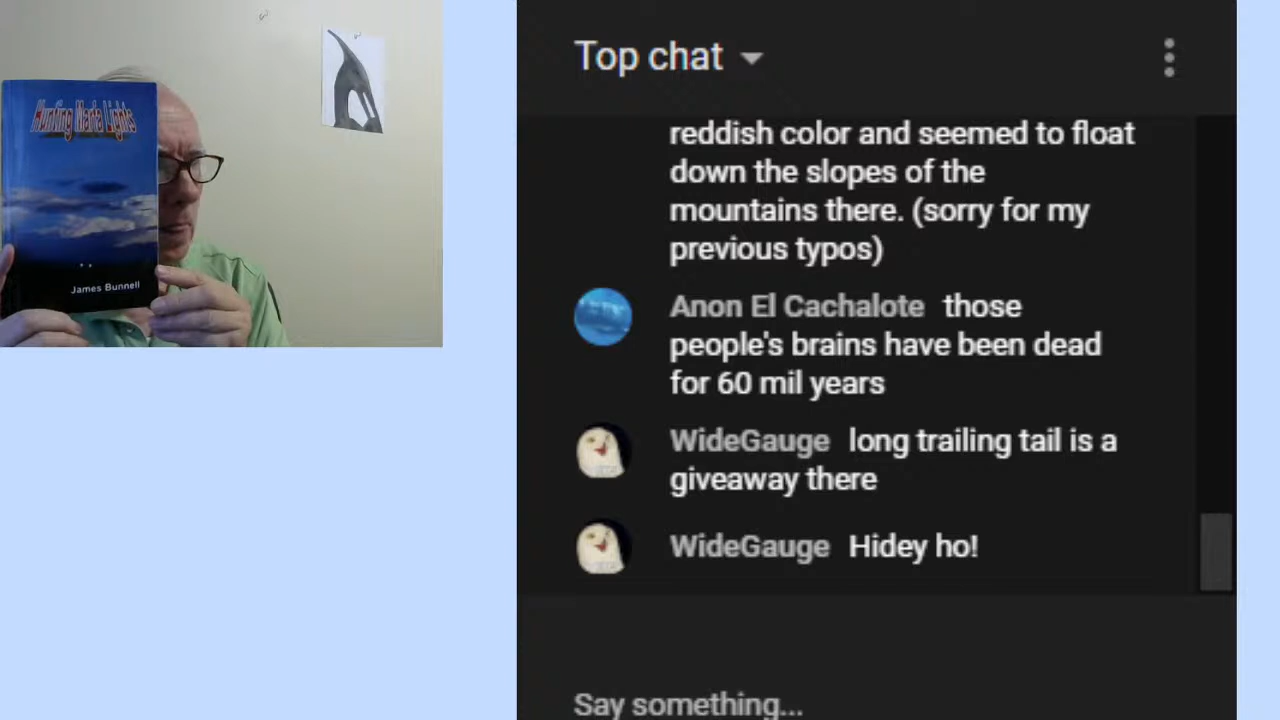 Hunting Marfa Lights
James Bunnell
Top chat
reddish color and seemed to float
down the slopes of the
mountains there. (sorry for my
previous typos)
Anon El Cachalote those
people's brains have been dead
for 60 mil years
WideGauge long trailing tail is a
giveaway there
WideGauge Hidey ho!
Say something...